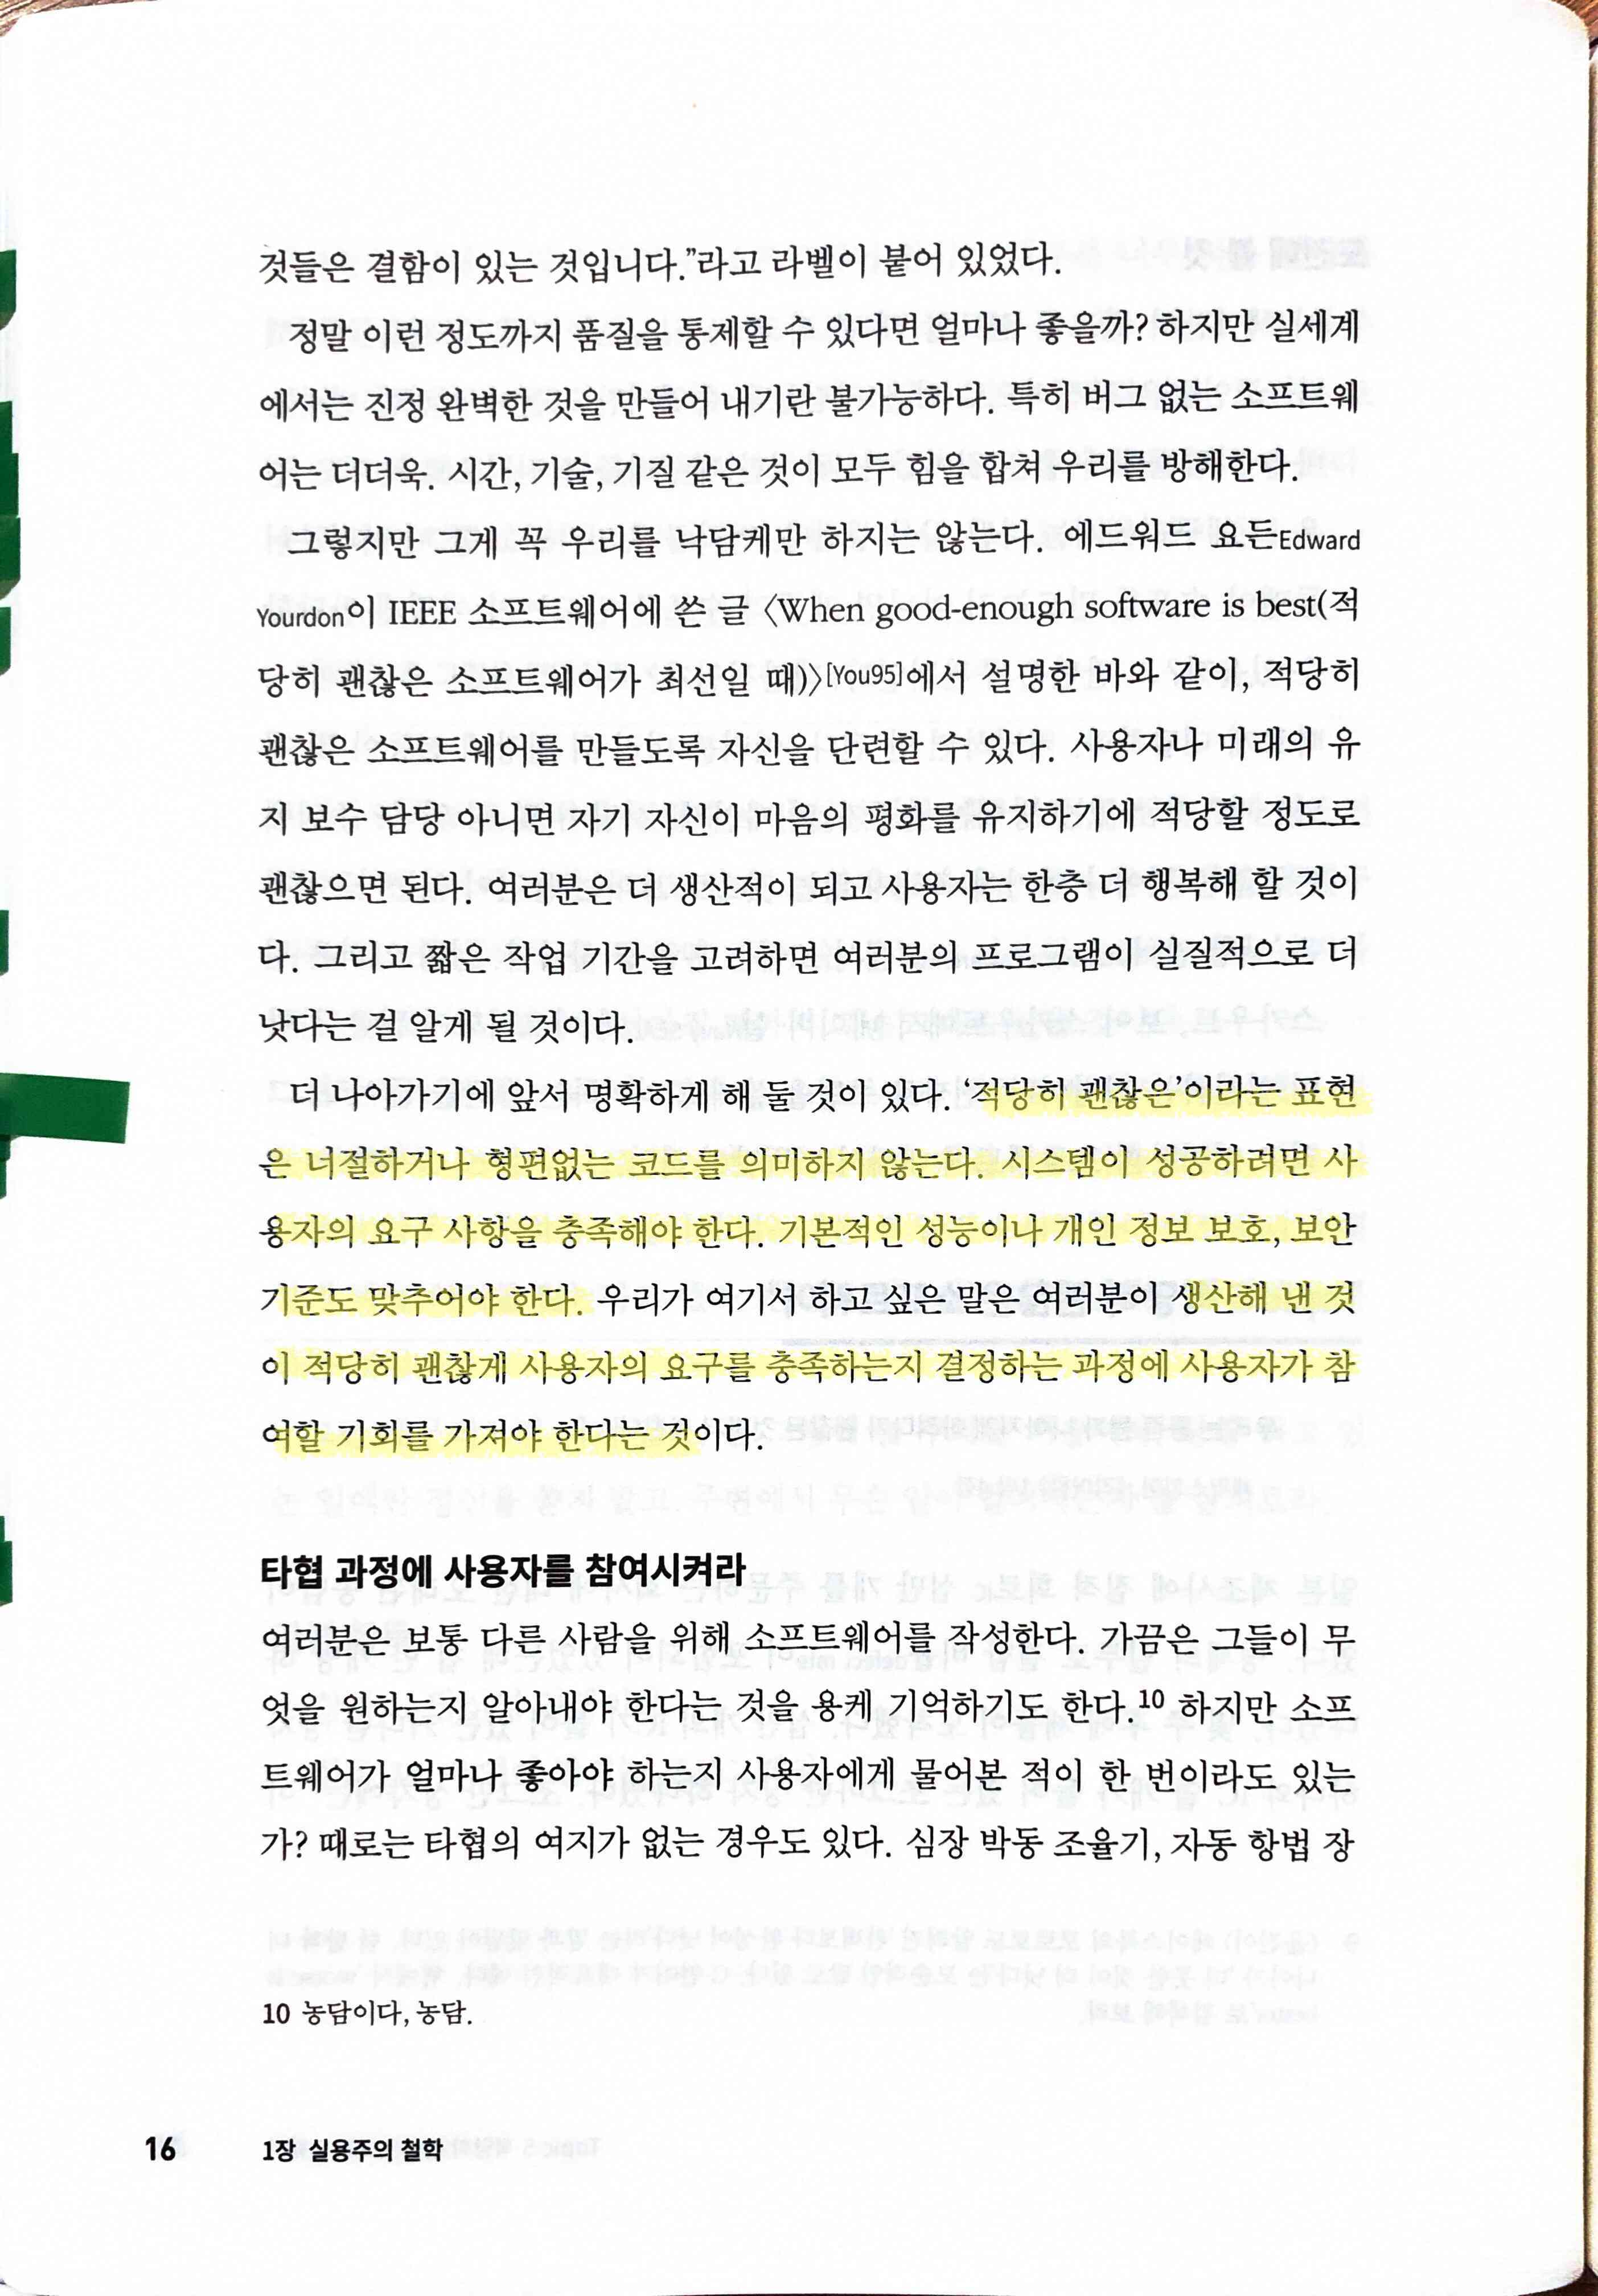 것들은 결함이 있는 것입니다.”라고 라벨이 붙어 있었다.
정말 이런 정도까지 품질을 통제할 수 있다면 얼마나 좋을까? 하지만 실세계
에서는 진정 완벽한 것을 만들어 내기란 불가능하다. 특히 버그 없는 소프트웨
어는 더더욱. 시간, 기술, 기질 같은 것이 모두 힘을 합쳐 우리를 방해한다.
그렇지만 그게 꼭 우리를 낙담케만 하지는 않는다. 에드워드 요든Edward
Yourdon이 IEEE 소프트웨어에 쓴 글 〈When good-enough software is best(적
당히 괜찮은 소프트웨어가 최선일 때)〉[You95]에서 설명한 바와 같이, 적당히
괜찮은 소프트웨어를 만들도록 자신을 단련할 수 있다. 사용자나 미래의 유
지 보수 담당 아니면 자기 자신이 마음의 평화를 유지하기에 적당할 정도로
괜찮으면 된다. 여러분은 더 생산적이 되고 사용자는 한층 더 행복해 할 것이
다. 그리고 짧은 작업 기간을 고려하면 여러분의 프로그램이 실질적으로 더
낫다는 걸 알게 될 것이다.
더 나아가기에 앞서 명확하게 해 둘 것이 있다. ‘적당히 괜찮은’이라는 표현
은 너절하거나 형편없는 코드를 의미하지 않는다. 시스템이 성공하려면 사
용자의 요구 사항을 충족해야 한다. 기본적인 성능이나 개인 정보 보호, 보안
기준도 맞추어야 한다. 우리가 여기서 하고 싶은 말은 여러분이 생산해 낸 것
이 적당히 괜찮게 사용자의 요구를 충족하는지 결정하는 과정에 사용자가 참
여할 기회를 가져야 한다는 것이다.
타협 과정에 사용자를 참여시켜라
여러분은 보통 다른 사람을 위해 소프트웨어를 작성한다. 가끔은 그들이 무
엇을 원하는지 알아내야 한다는 것을 용케 기억하기도 한다.10 하지만 소프
트웨어가 얼마나 좋아야 하는지 사용자에게 물어본 적이 한 번이라도 있는
가? 때로는 타협의 여지가 없는 경우도 있다. 심장 박동 조율기, 자동 항법 장
10 농담이다, 농담.
16 1장 실용주의 철학